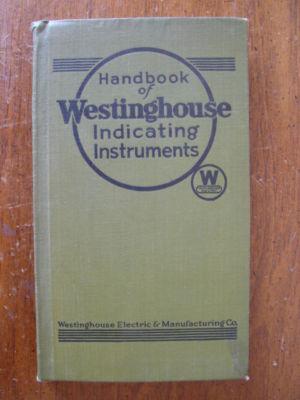 Handbook
of
Westinghouse
Indicating
Instruments
W
Westinghouse Electric & Manufacturing Co.